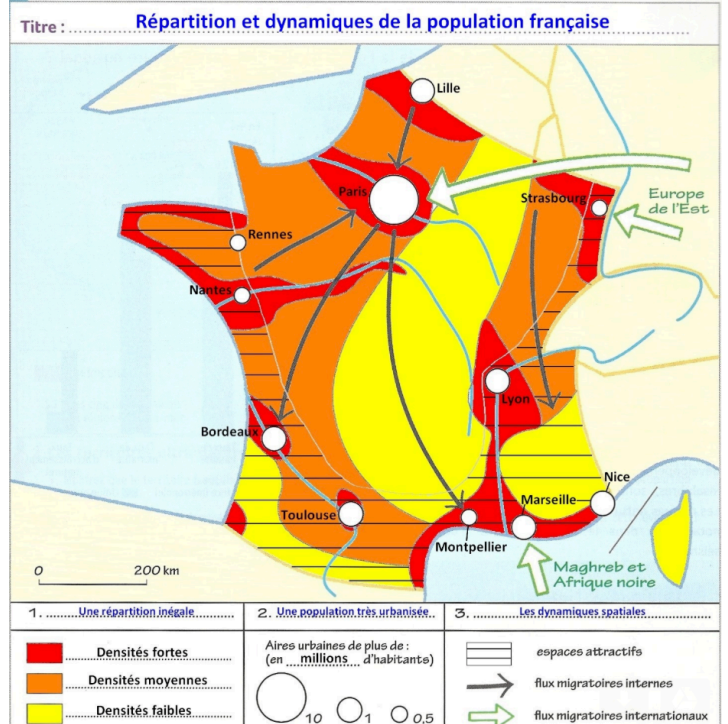 Titre : Répartition et dynamiques de la population française
Lille
Paris
Strasbourg
Europe
de l'Est
Rennes
Nantes
Lyon
Bordeaux
Nice
Marseille
Toulouse
Montpellier
Maghreb et
Afrique noire
0 200 km
1. Une répartition inégale
Densités fortes
Densités moyennes
Densités faibles
2. Une population très urbanisée
Aires urbaines de plus de :
(en millions d'habitants)
10 1 0,5
3. Les dynamiques spatiales
espaces attractifs
flux migratoires internes
flux migratoires internationaux